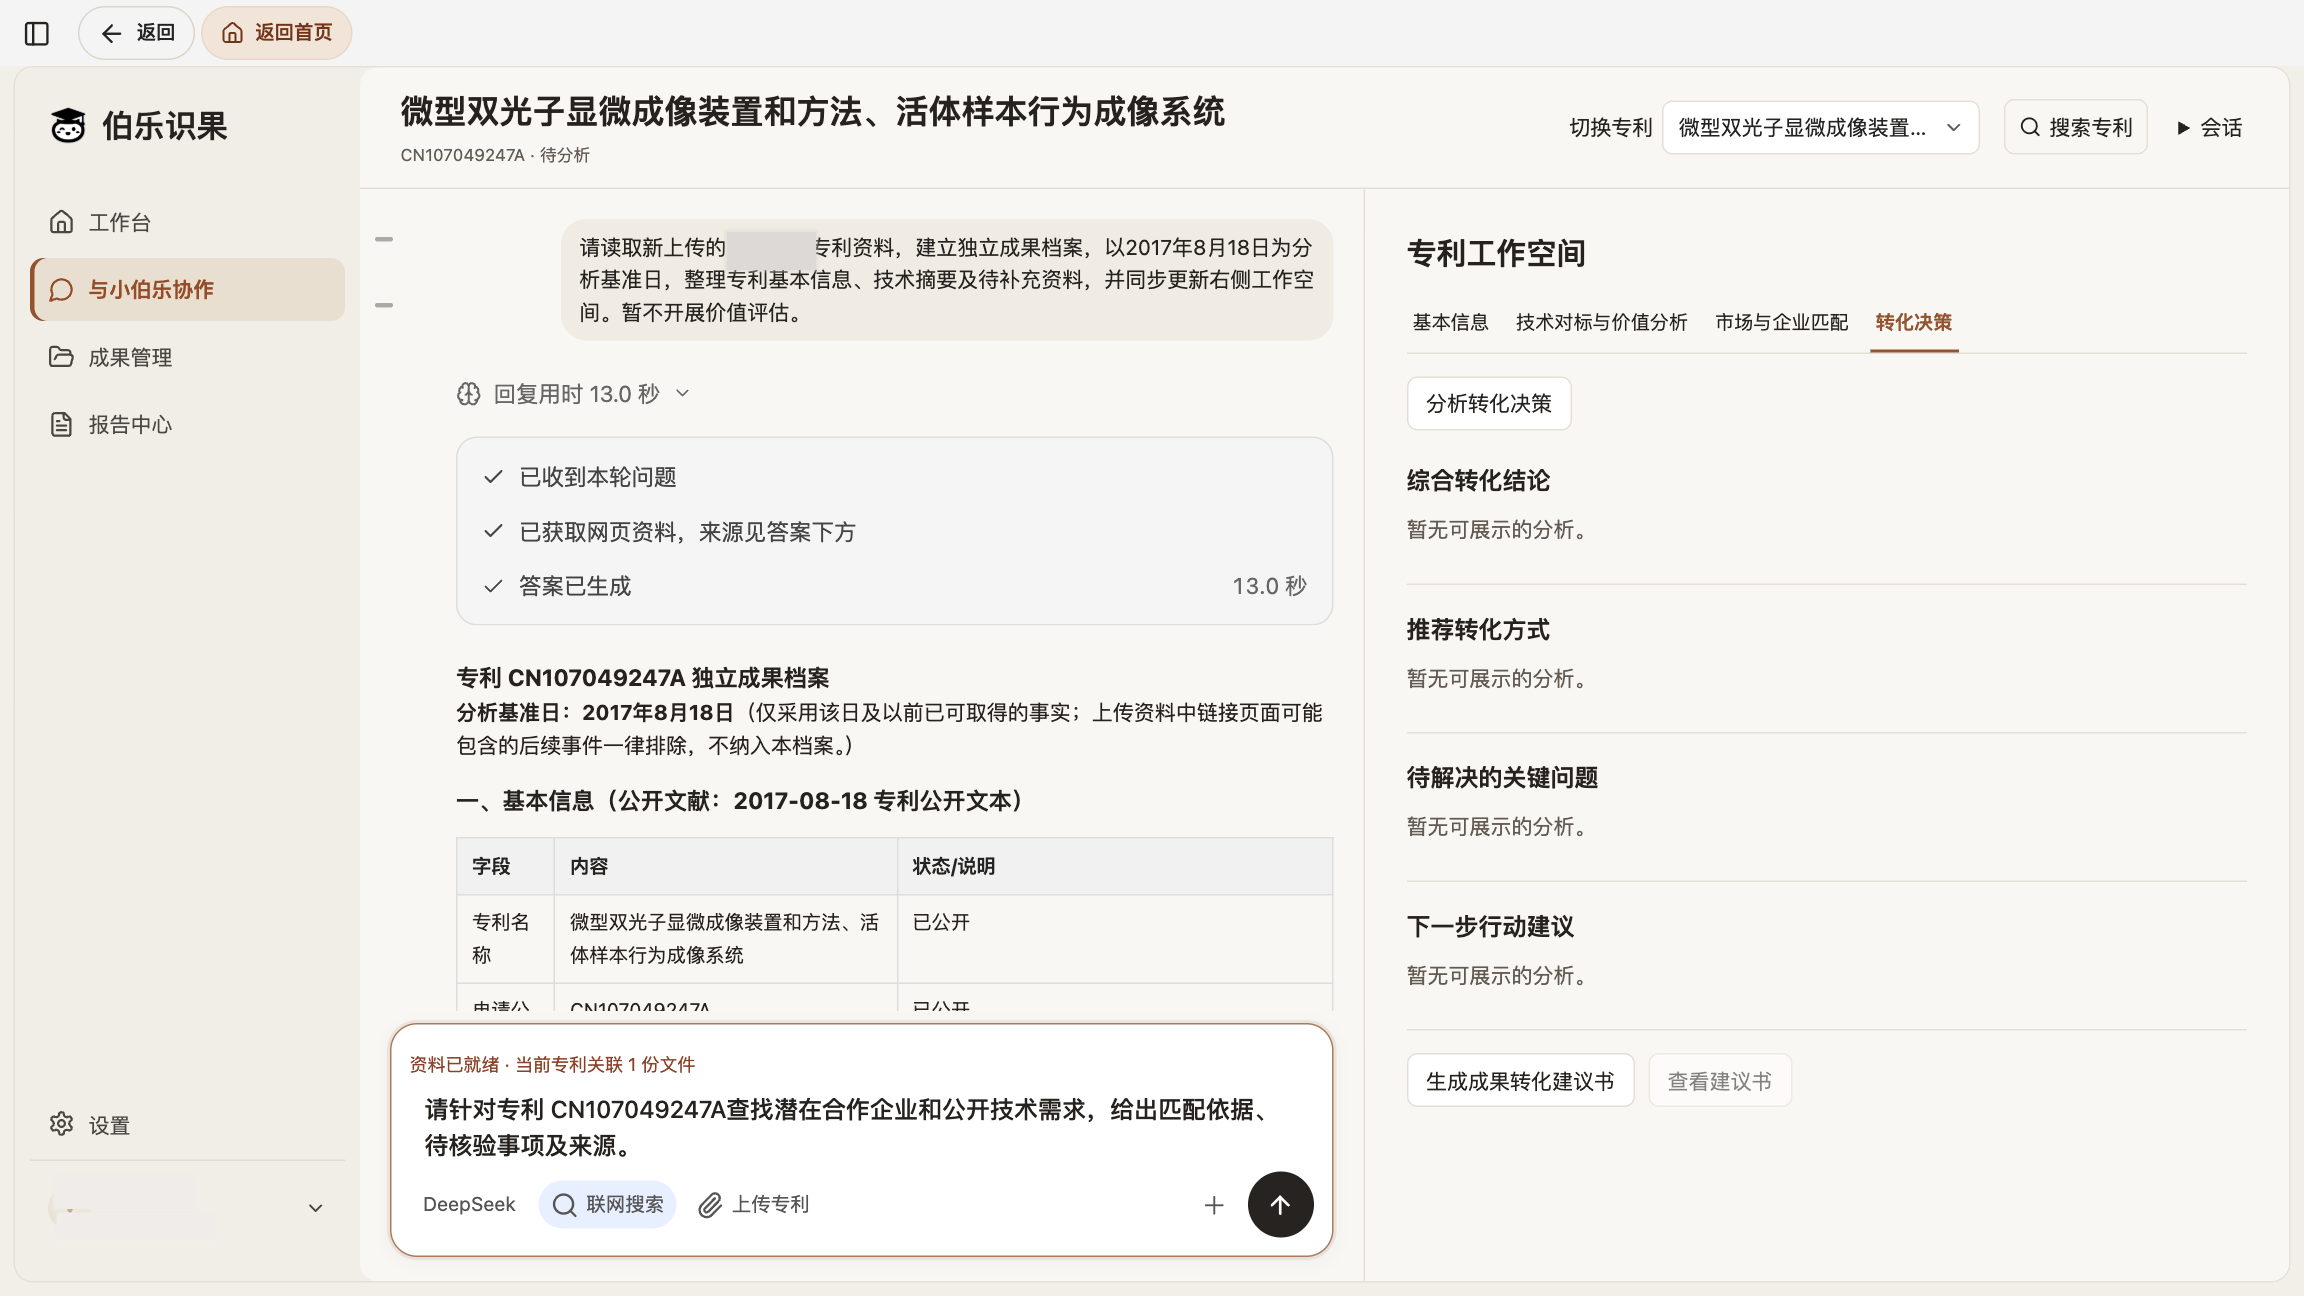 返回
返回首页
伯乐识果
工作台
与小伯乐协作
成果管理
报告中心
设置
微型双光子显微成像装置和方法、活体样本行为成像系统
CN107049247A · 待分析
切换专利
微型双光子显微成像装置...
搜索专利
会话
请读取新上传的 专利资料，建立独立成果档案，以2017年8月18日为分
析基准日，整理专利基本信息、技术摘要及待补充资料，并同步更新右侧工作空
间。暂不开展价值评估。
回复用时 13.0 秒
已收到本轮问题
已获取网页资料，来源见答案下方
答案已生成 13.0 秒
专利 CN107049247A 独立成果档案
分析基准日：2017年8月18日（仅采用该日及以前已可取得的事实；上传资料中链接页面可能
包含的后续事件一律排除，不纳入本档案。）
一、基本信息（公开文献：2017-08-18 专利公开文本）
字段 内容 状态/说明
专利名 微型双光子显微成像装置和方法、活 已公开
称 体样本行为成像系统
申请公 CN107049247A 已公开
资料已就绪 · 当前专利关联 1 份文件
请针对专利 CN107049247A查找潜在合作企业和公开技术需求，给出匹配依据、
待核验事项及来源。
DeepSeek 联网搜索 上传专利
专利工作空间
基本信息 技术对标与价值分析 市场与企业匹配 转化决策
分析转化决策
综合转化结论
暂无可展示的分析。
推荐转化方式
暂无可展示的分析。
待解决的关键问题
暂无可展示的分析。
下一步行动建议
暂无可展示的分析。
生成成果转化建议书 查看建议书